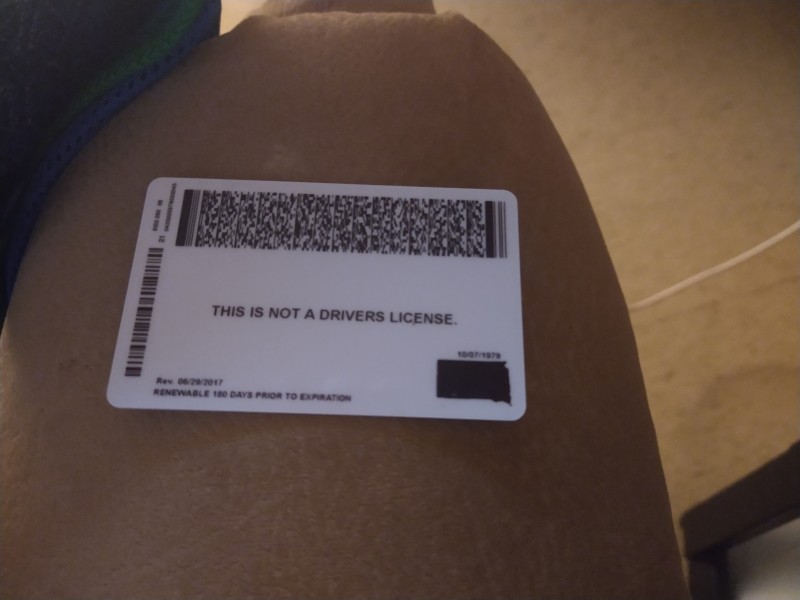 THIS IS NOT A DRIVERS LICENSE.
10/07/1979
Rev. 06/29/2017
RENEWABLE 180 DAYS PRIOR TO EXPIRATION